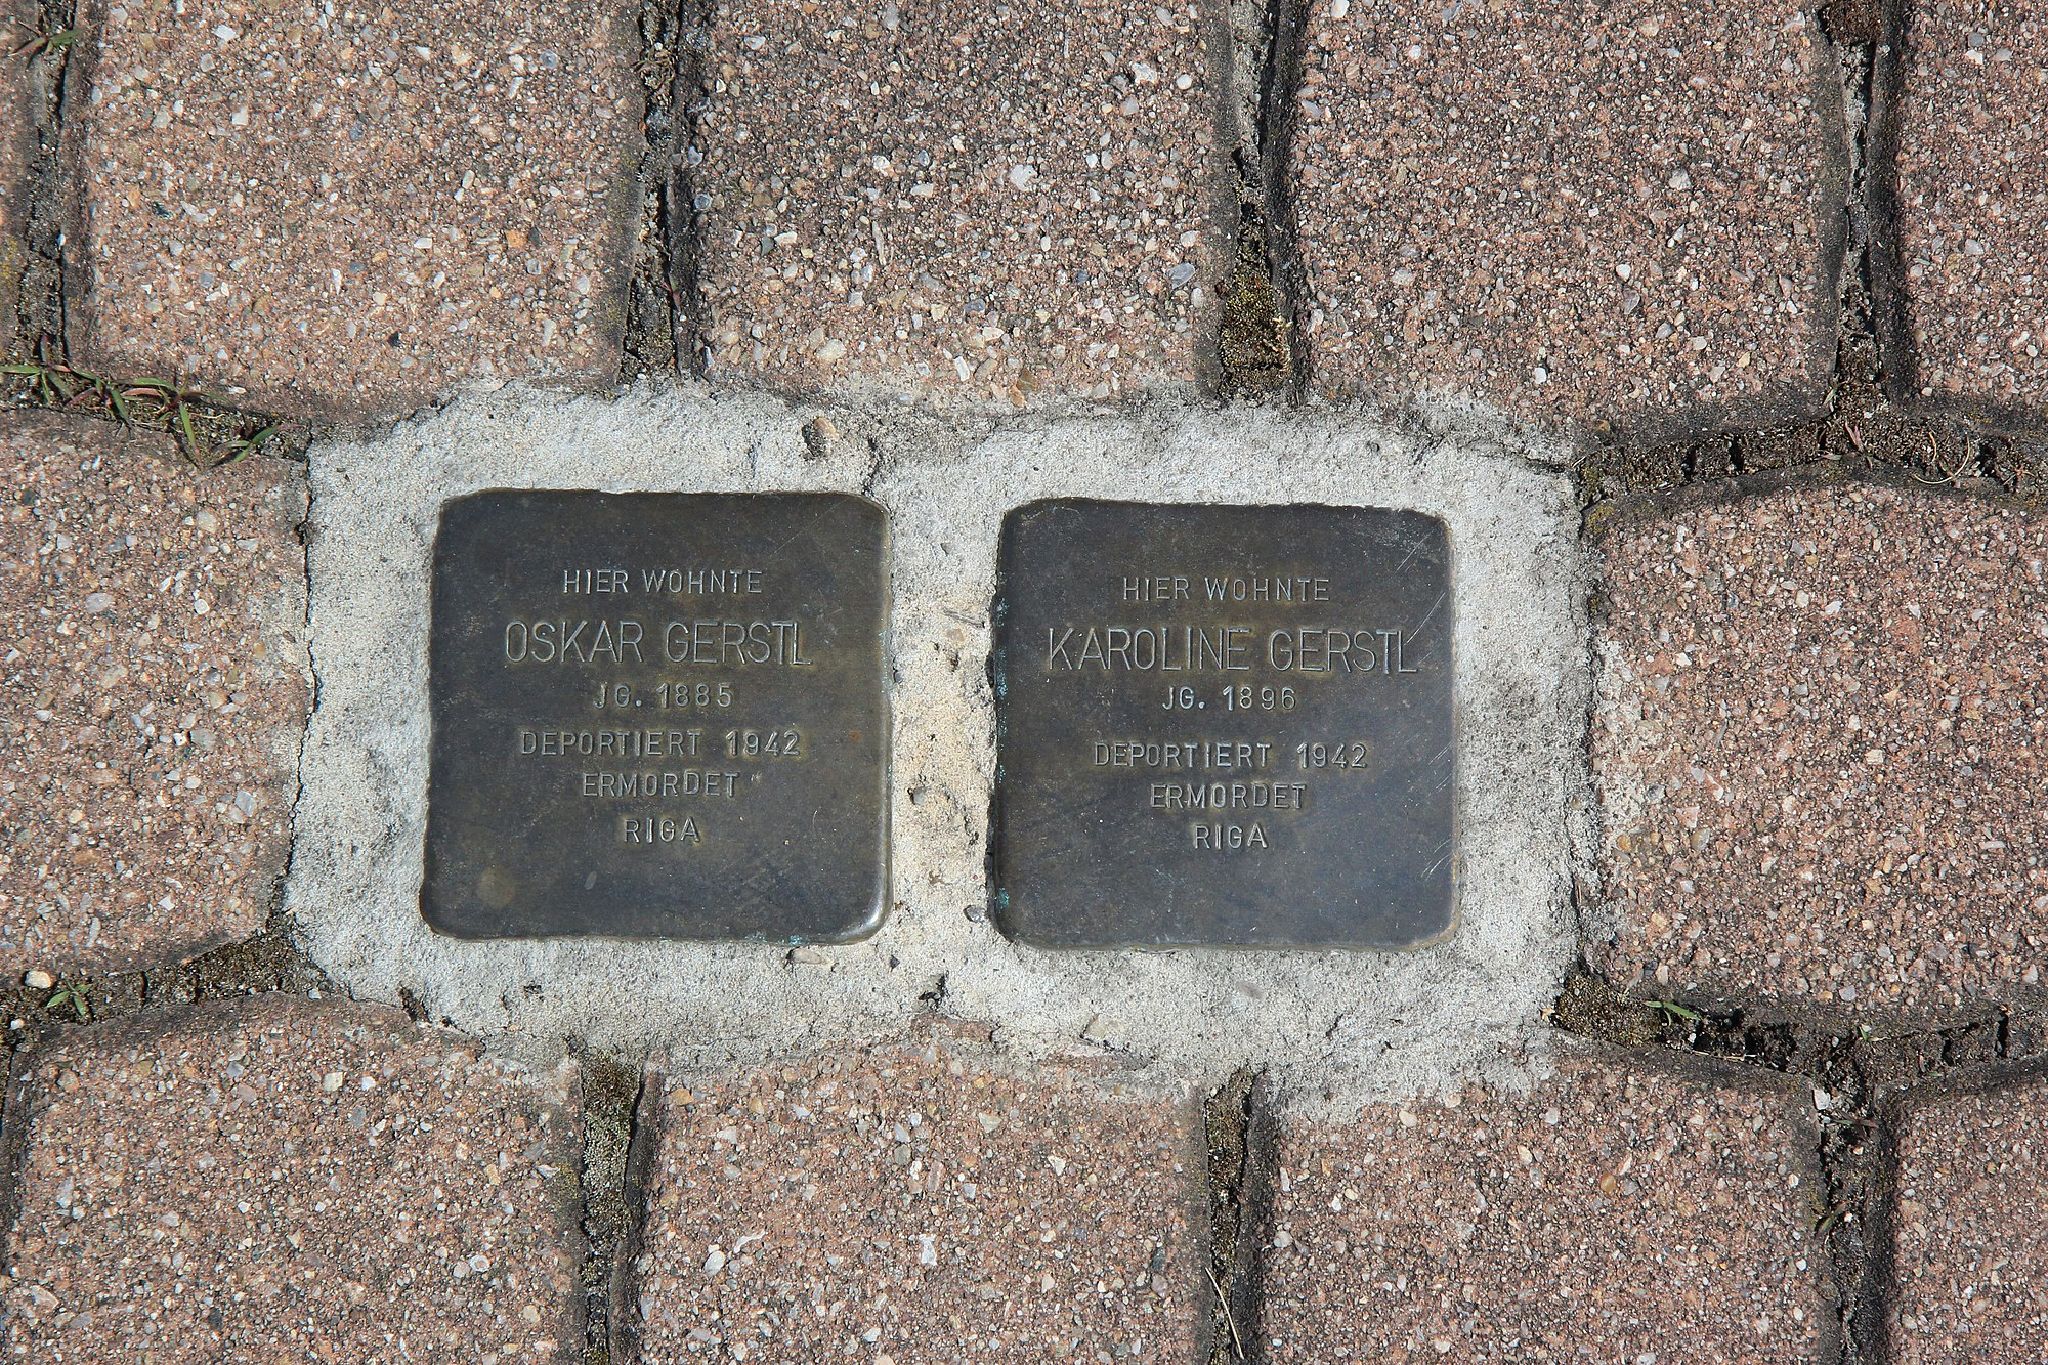 HIER WOHNTE
OSKAR GERSTL
JG. 1885
DEPORTIERT 1942
ERMORDET
RIGA
HIER WOHNTE
KAROLINE GERSTL
JG. 1896
DEPORTIERT 1942
ERMORDET
RIGA